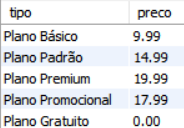 tipo preco
Plano Básico 9.99
Plano Padrão 14.99
Plano Premium 19.99
Plano Promocional 17.99
Plano Gratuito 0.00